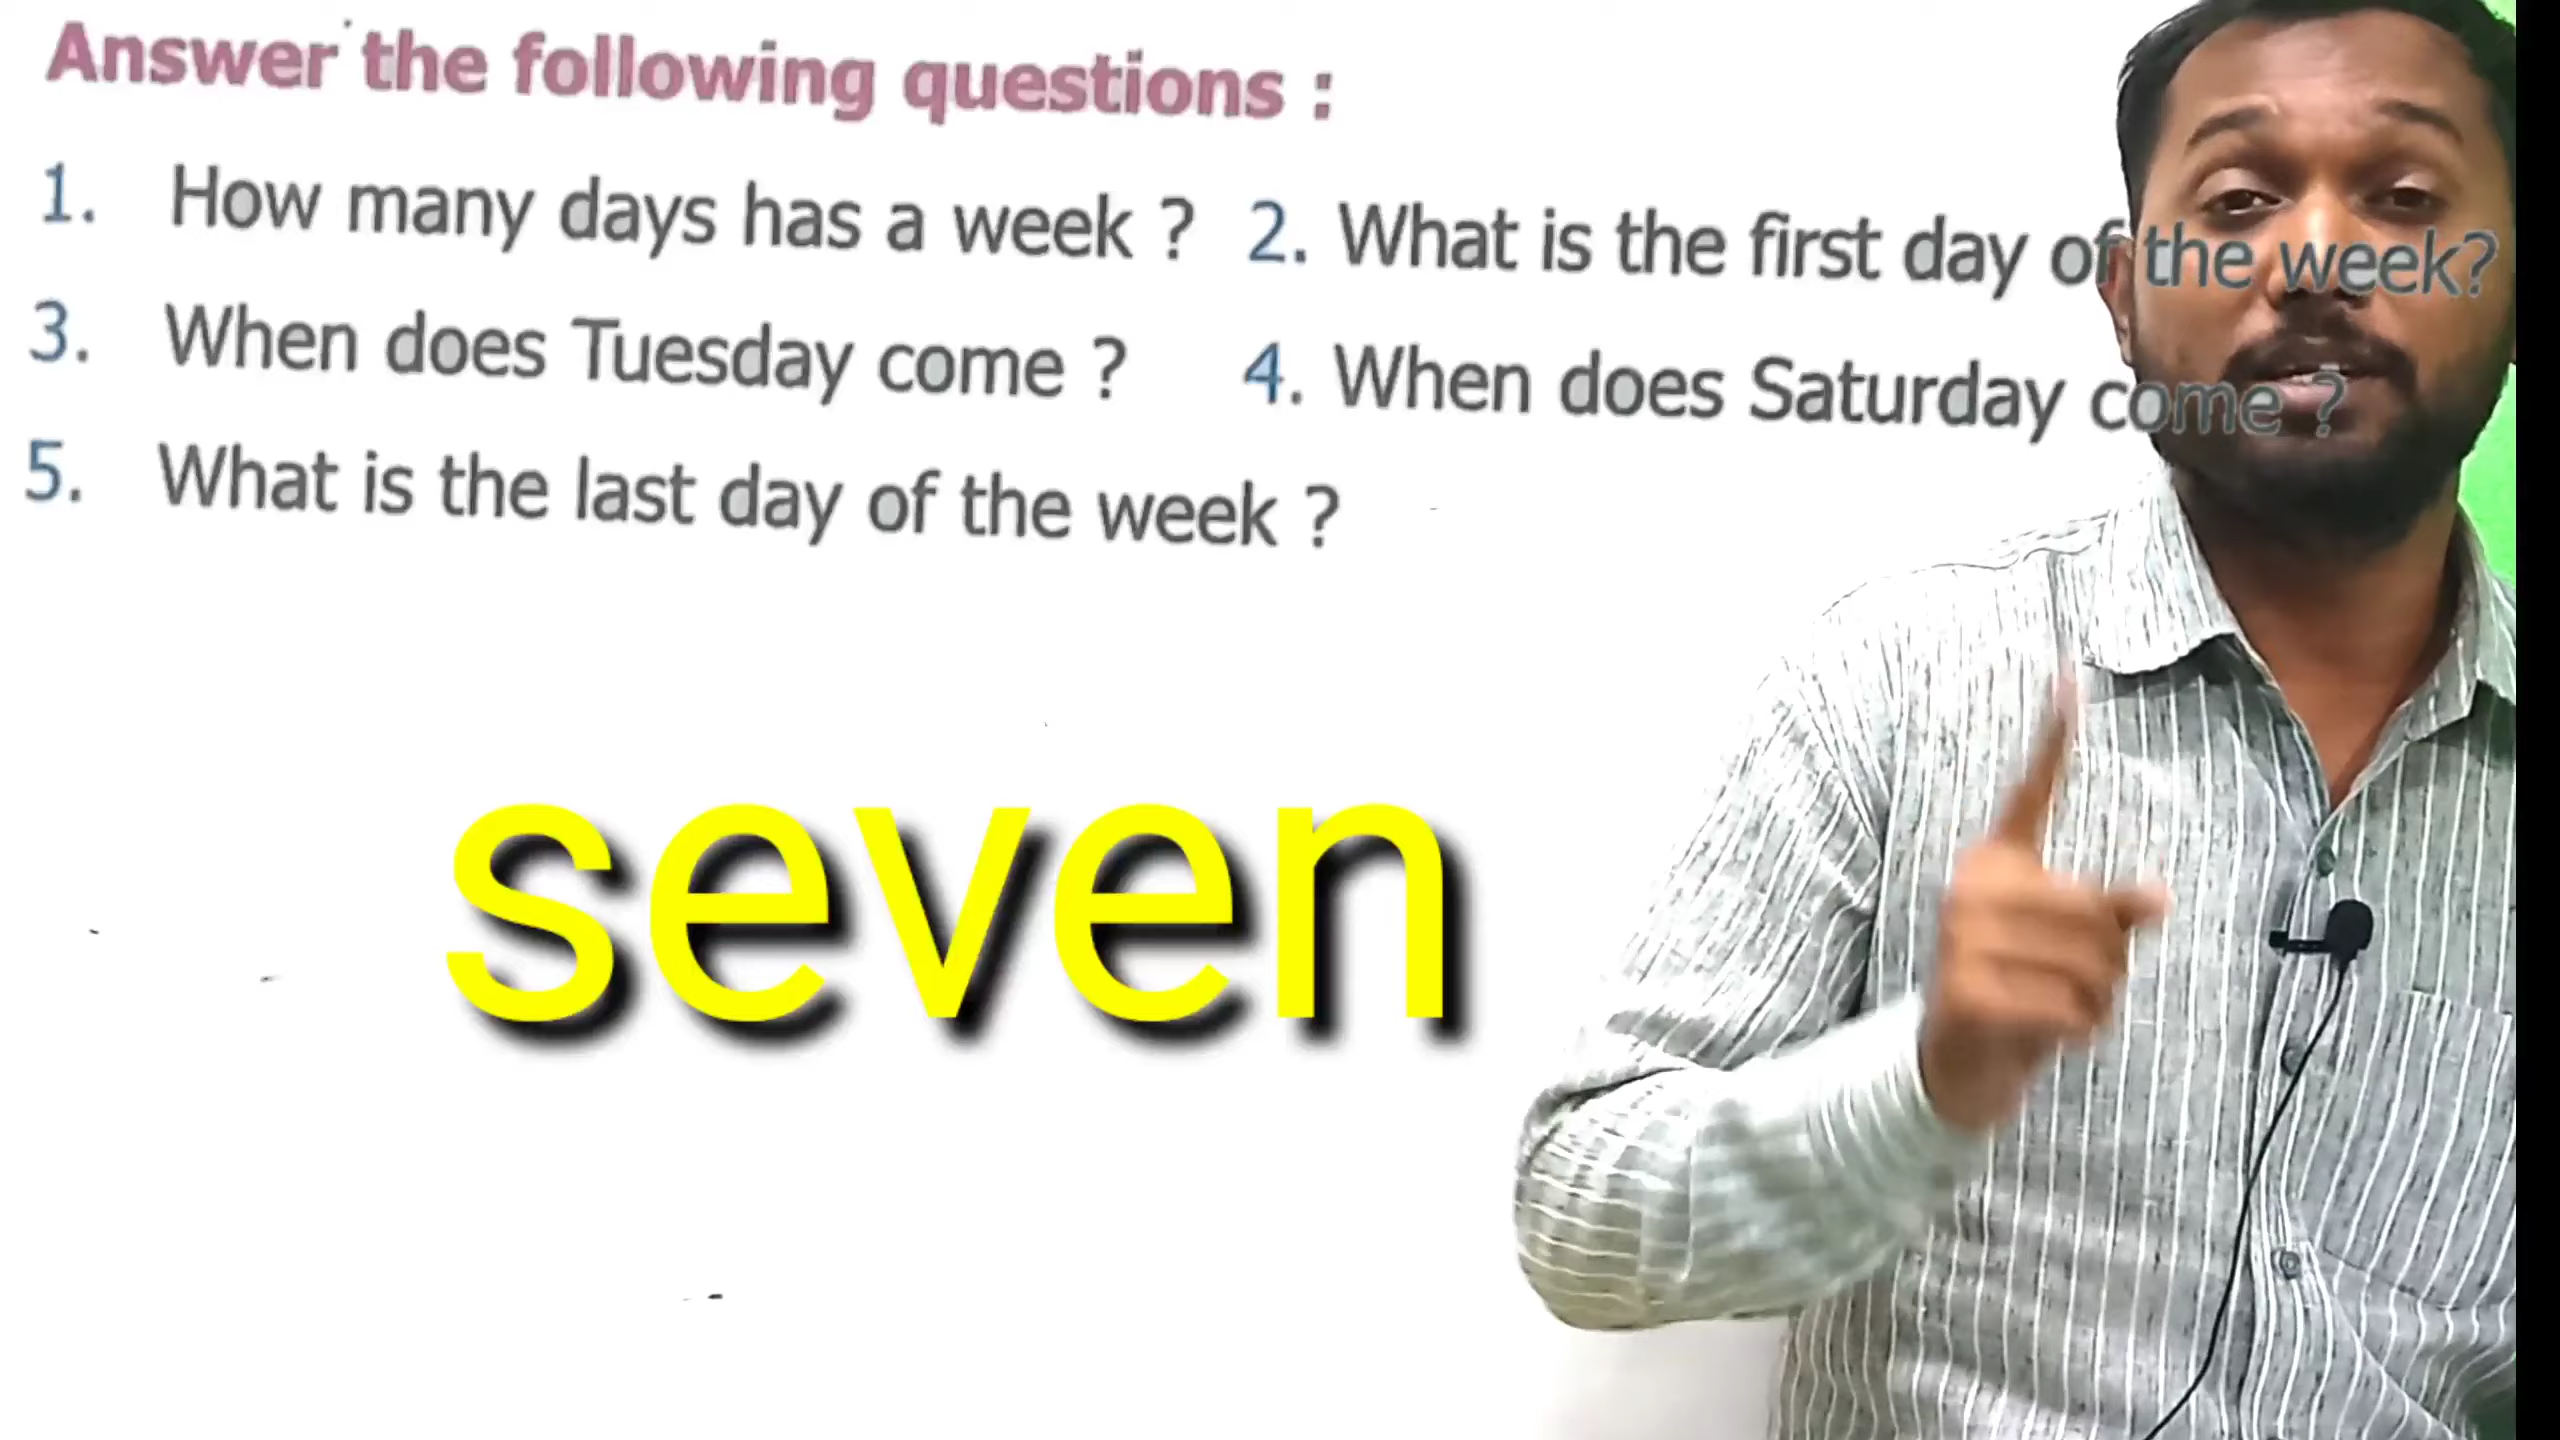 Answer the following questions :
1. How many days has a week ? 2. What is the first day of the week?
3. When does Tuesday come ? 4. When does Saturday come ?
5. What is the last day of the week ?
seven